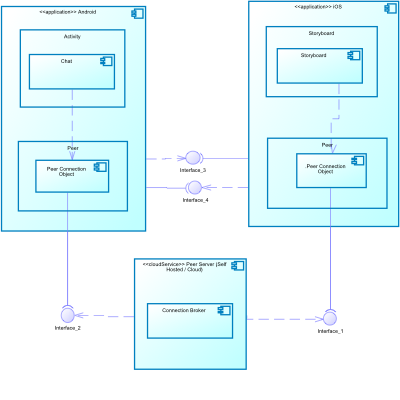 <<application>> Android
Activity
Chat
Peer
Peer Connection
Object
<<application>> iOS
Storyboard
Storyboard
Peer
Peer Connection
Object
Interface_3
Interface_4
<<cloudService>> Peer Server (Self
Hosted / Cloud)
Connection Broker
Interface_2
Interface_1